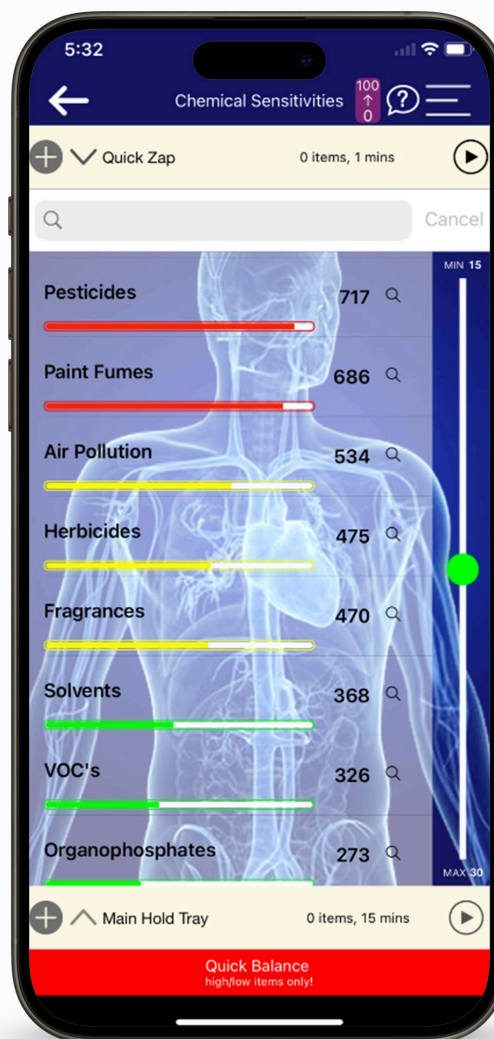 5:32
Chemical Sensitivities
100
↑
0
?
Quick Zap 0 items, 1 mins
Cancel
MIN 15
Pesticides 717
Paint Fumes 686
Air Pollution 534
Herbicides 475
Fragrances 470
Solvents 368
VOC's 326
Organophosphates 273
MAX 30
Main Hold Tray 0 items, 15 mins
Quick Balance
high/low items only!